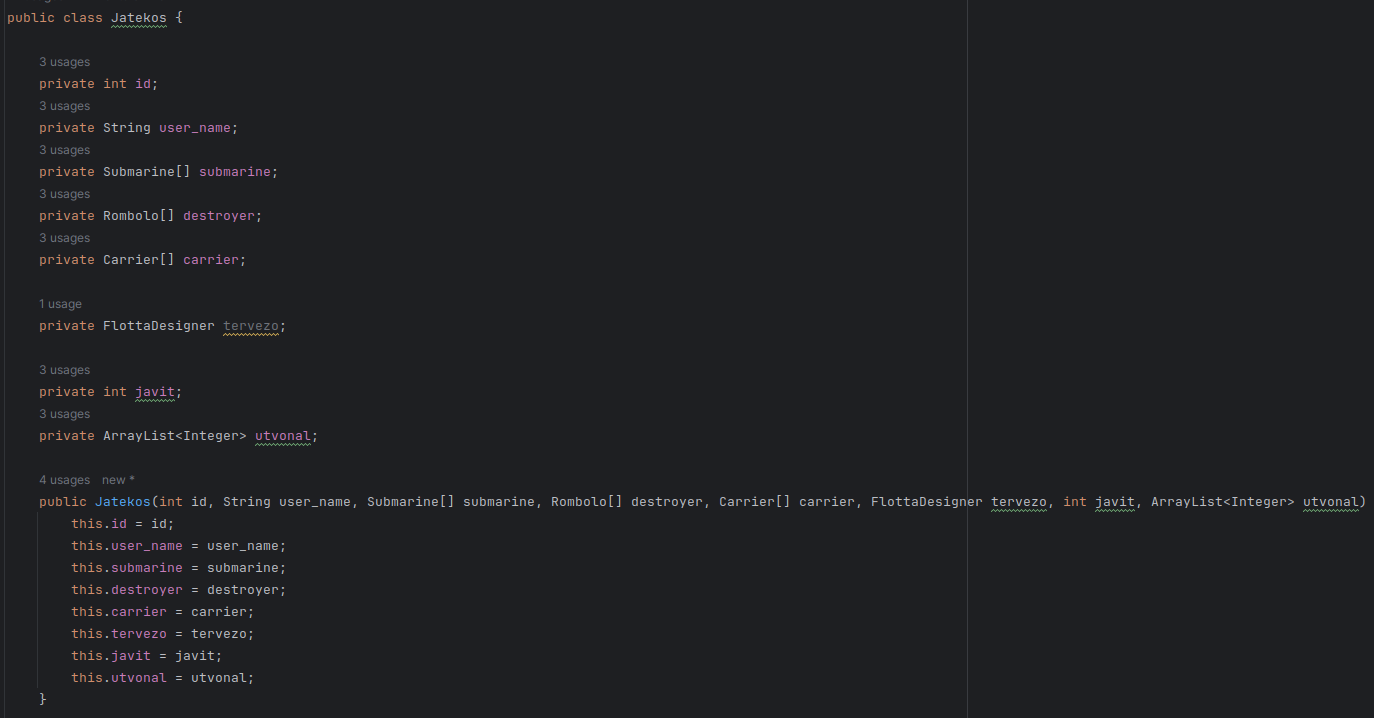 public class Jatekos {
3 usages
private int id;
3 usages
private String user_name;
3 usages
private Submarine[] submarine;
3 usages
private Rombolo[] destroyer;
3 usages
private Carrier[] carrier;
1 usage
private FlottaDesigner tervezo;
3 usages
private int javit;
3 usages
private ArrayList<Integer> utvonal;
4 usages new *
public Jatekos(int id, String user_name, Submarine[] submarine, Rombolo[] destroyer, Carrier[] carrier, FlottaDesigner tervezo, int javit, ArrayList<Integer> utvonal)
this.id = id;
this.user_name = user_name;
this.submarine = submarine;
this.destroyer = destroyer;
this.carrier = carrier;
this.tervezo = tervezo;
this.javit = javit;
this.utvonal = utvonal;
}